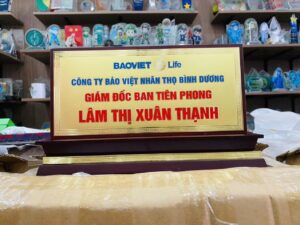 BAOVIET Life
CÔNG TY BẢO VIỆT NHÂN THỌ BÌNH DƯƠNG
GIÁM ĐỐC BAN TIÊN PHONG
LÂM THỊ XUÂN THẠNH